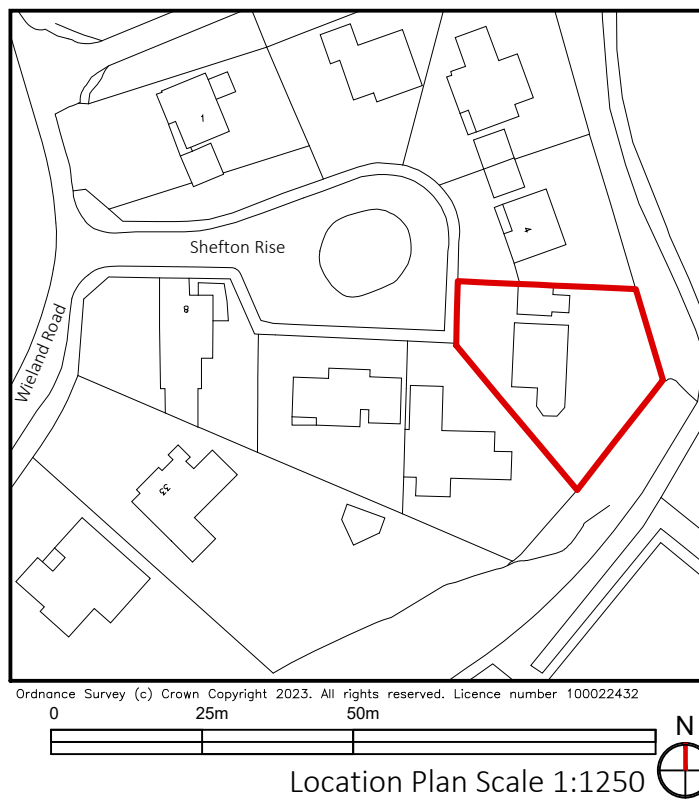 1
4
Shefton Rise
8
Wieland Road
33
Ordnance Survey (c) Crown Copyright 2023. All rights reserved. Licence number 100022432
0 25m 50m
N
Location Plan Scale 1:1250